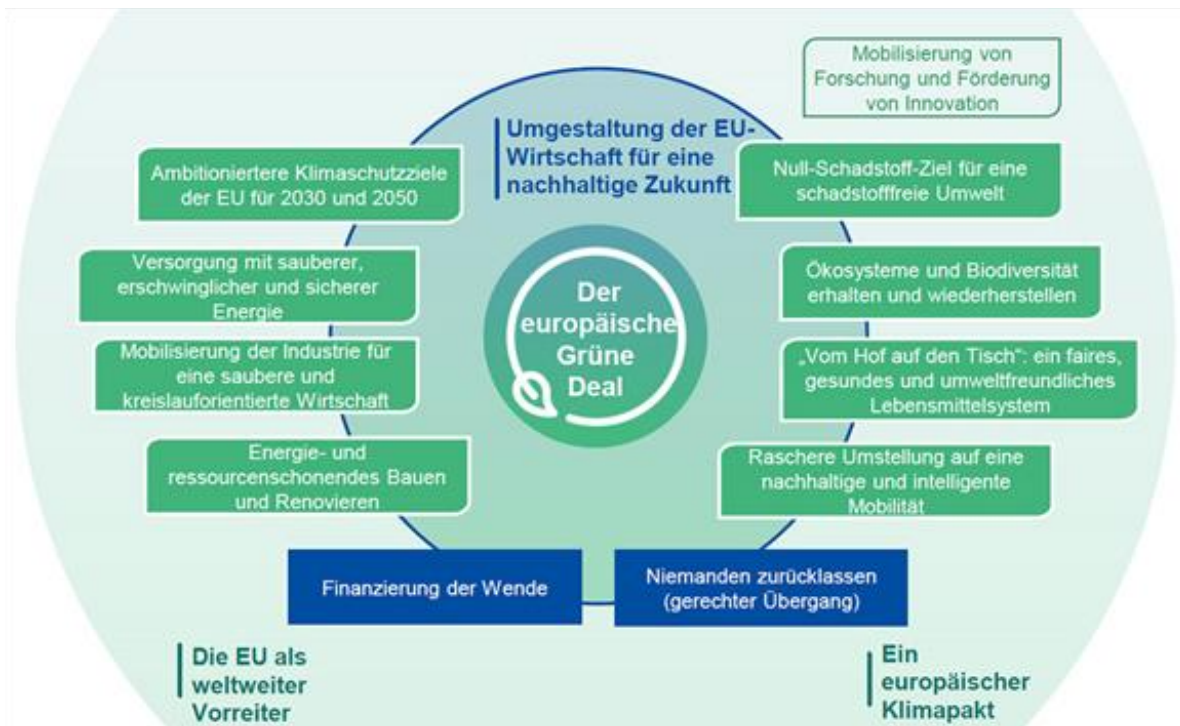 Mobilisierung von
Forschung und Förderung
von Innovation
Umgestaltung der EU-
Wirtschaft für eine
nachhaltige Zukunft
Ambitioniertere Klimaschutzziele
der EU für 2030 und 2050
Null-Schadstoff-Ziel für eine
schadstofffreie Umwelt
Versorgung mit sauberer,
erschwinglicher und sicherer
Energie
Ökosysteme und Biodiversität
erhalten und wiederherstellen
Der
europäische
Grüne
Deal
Mobilisierung der Industrie für
eine saubere und
kreislauforientierte Wirtschaft
„Vom Hof auf den Tisch“: ein faires,
gesundes und umweltfreundliches
Lebensmittelsystem
Energie- und
ressourcenschonendes Bauen
und Renovieren
Raschere Umstellung auf eine
nachhaltige und intelligente
Mobilität
Finanzierung der Wende
Niemanden zurücklassen
(gerechter Übergang)
Die EU als
weltweiter
Vorreiter
Ein
europäischer
Klimapakt